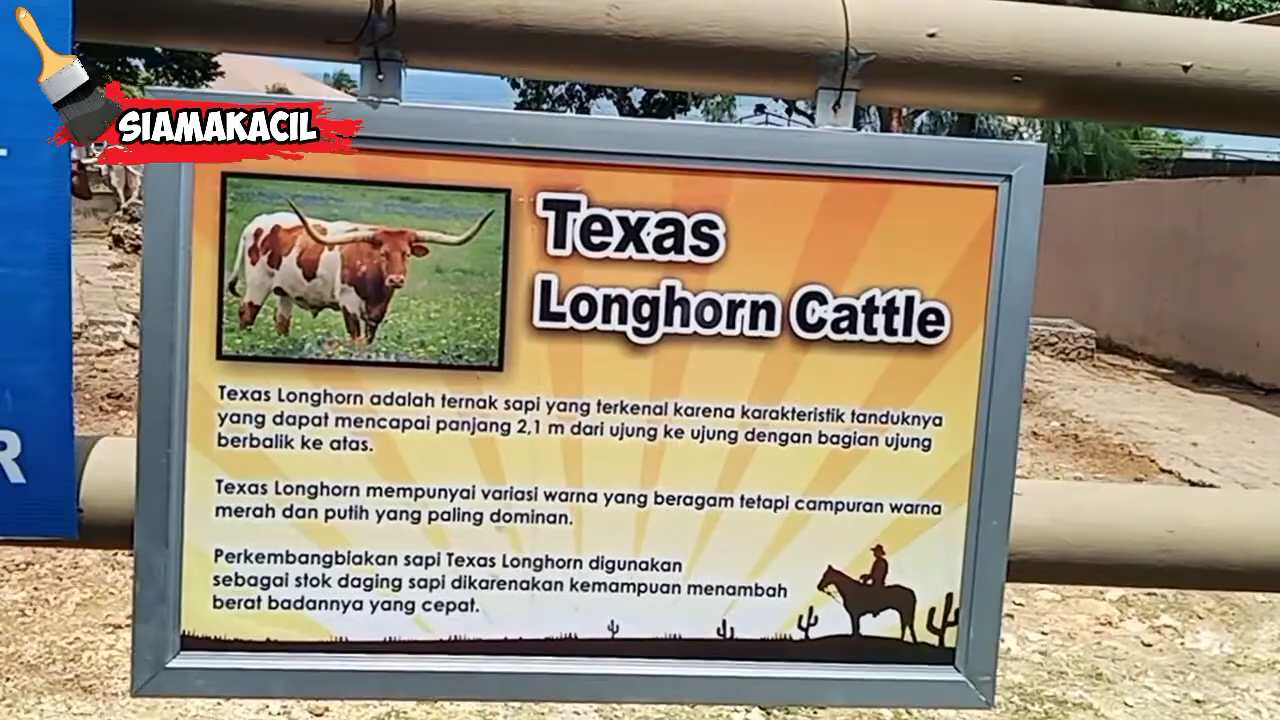 SIAMAKACIL
Texas
Longhorn Cattle
Texas Longhorn adalah ternak sapi yang terkenal karena karakteristik tanduknya
yang dapat mencapai panjang 2,1 m dari ujung ke ujung dengan bagian ujung
berbalik ke atas.
Texas Longhorn mempunyai variasi warna yang beragam tetapi campuran warna
merah dan putih yang paling dominan.
Perkembangbiakan sapi Texas Longhorn digunakan
sebagai stok daging sapi dikarenakan kemampuan menambah
berat badannya yang cepat.
R